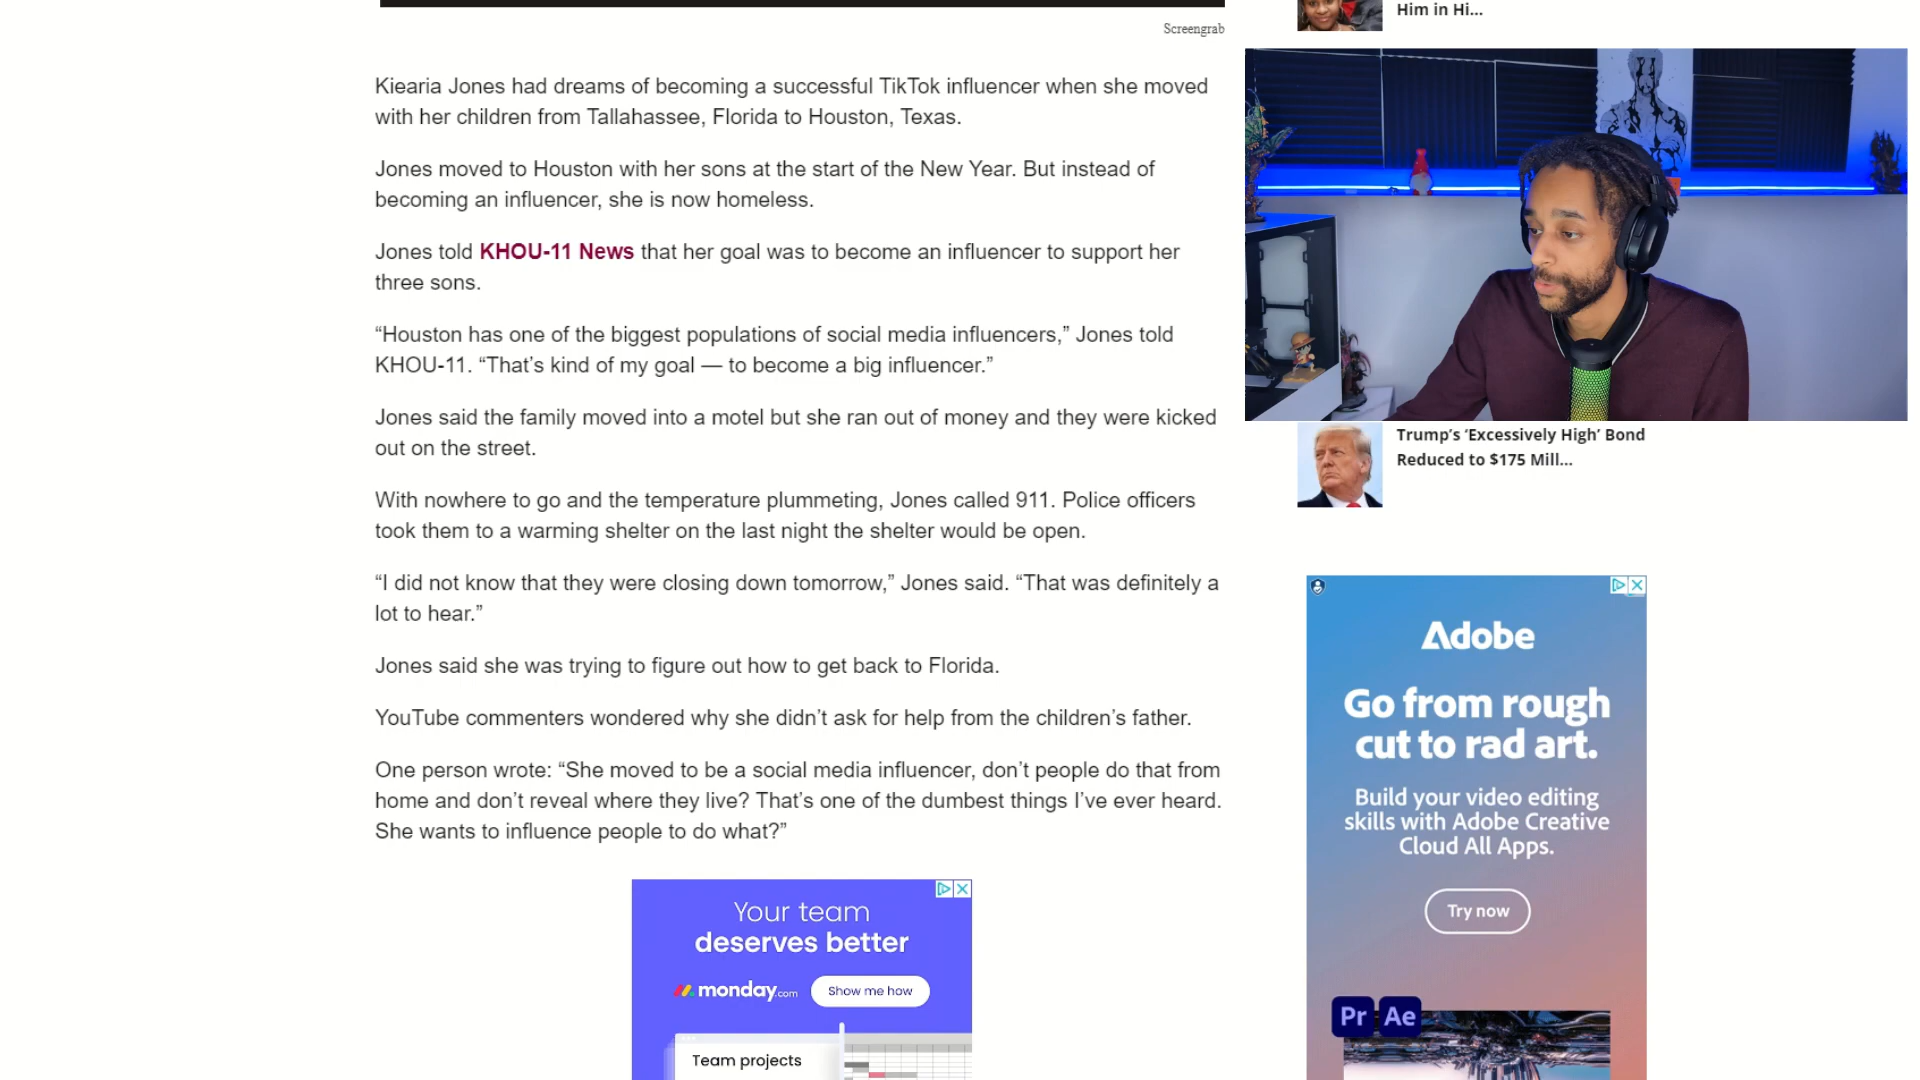 Him in Hi...
Screengrab
Kiearia Jones had dreams of becoming a successful TikTok influencer when she moved
with her children from Tallahassee, Florida to Houston, Texas.
Jones moved to Houston with her sons at the start of the New Year. But instead of
becoming an influencer, she is now homeless.
Jones told KHOU-11 News that her goal was to become an influencer to support her
three sons.
“Houston has one of the biggest populations of social media influencers,” Jones told
KHOU-11. “That’s kind of my goal — to become a big influencer.”
Jones said the family moved into a motel but she ran out of money and they were kicked
out on the street.
With nowhere to go and the temperature plummeting, Jones called 911. Police officers
took them to a warming shelter on the last night the shelter would be open.
“I did not know that they were closing down tomorrow,” Jones said. “That was definitely a
lot to hear.”
Jones said she was trying to figure out how to get back to Florida.
YouTube commenters wondered why she didn’t ask for help from the children’s father.
One person wrote: “She moved to be a social media influencer, don’t people do that from
home and don’t reveal where they live? That’s one of the dumbest things I’ve ever heard.
She wants to influence people to do what?”
Trump’s ‘Excessively High’ Bond
Reduced to $175 Mill...
Adobe
Go from rough
cut to rad art.
Build your video editing
skills with Adobe Creative
Cloud All Apps.
Try now
Pr Ae
Your team
deserves better
monday.com
Show me how
Team projects